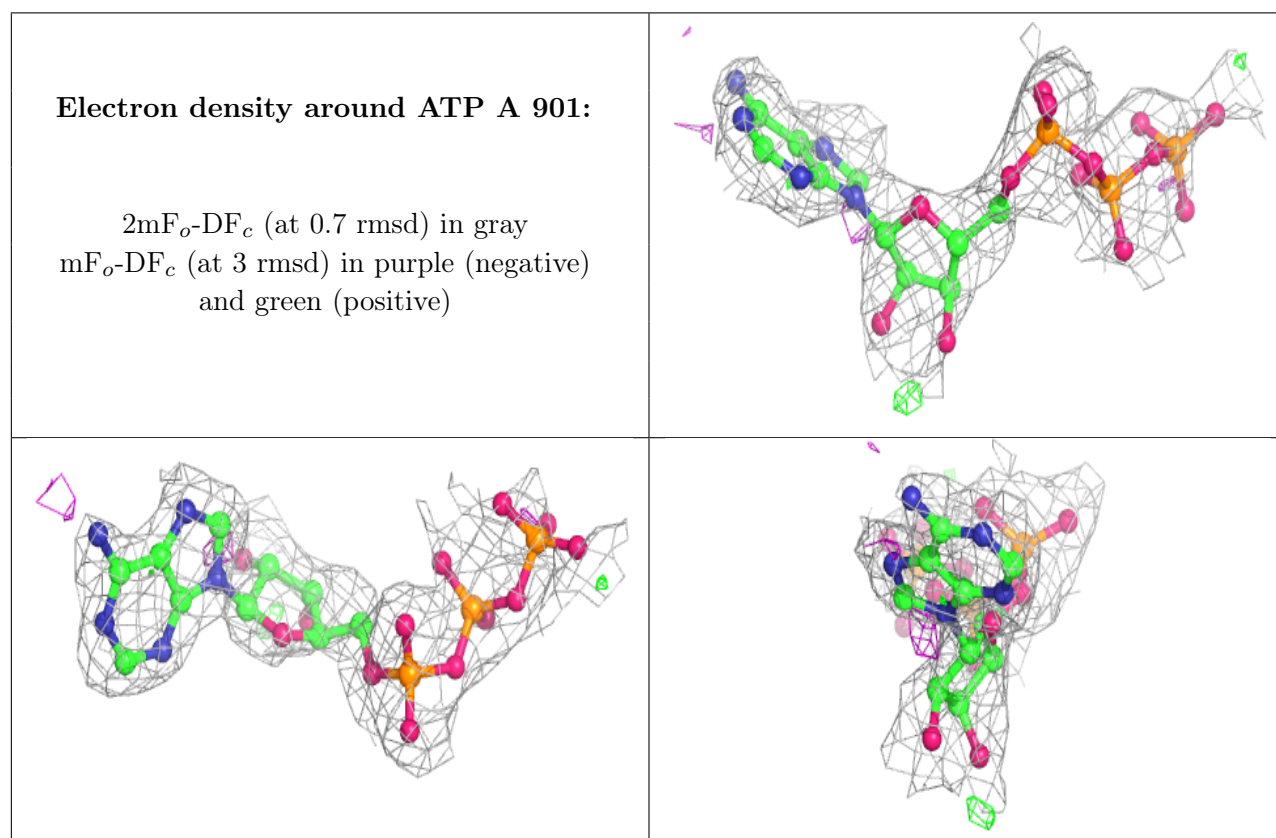 Electron density around ATP A 901:
2mFo-DFc (at 0.7 rmsd) in gray
mFo-DFc (at 3 rmsd) in purple (negative)
and green (positive)